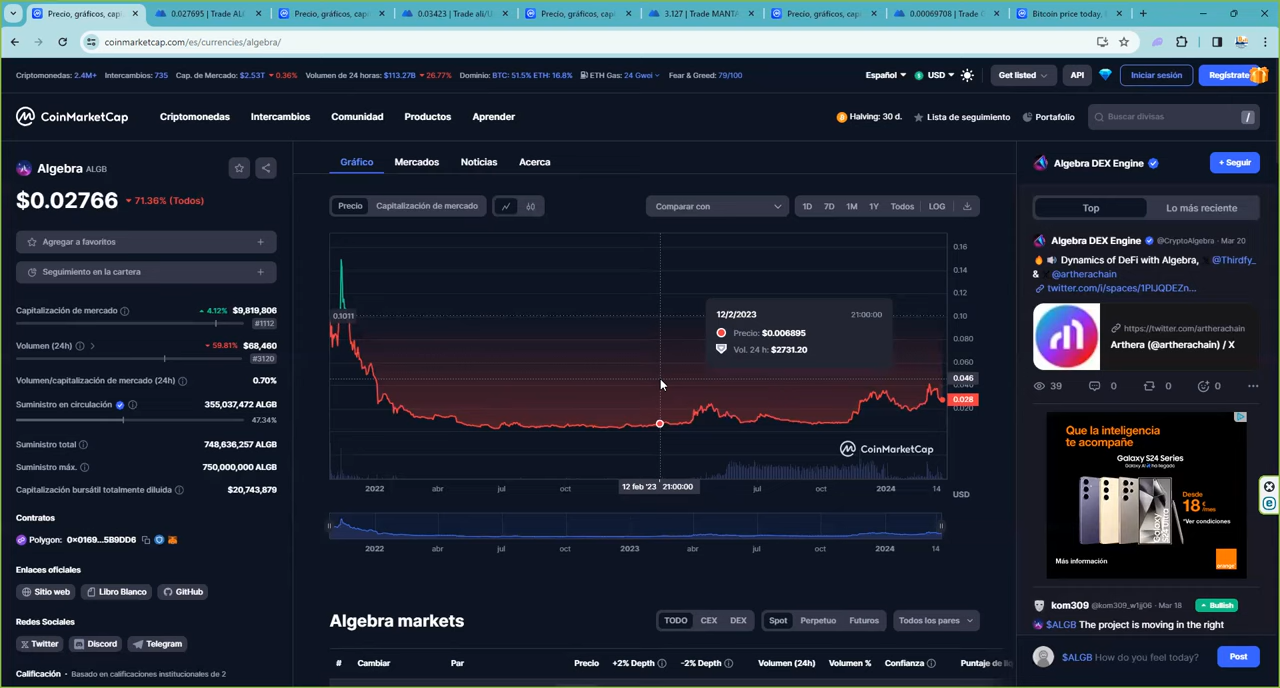 Precio, gráficos, cap
0.027695 | Trade AL
Precio, gráficos, cap
0.03423 | Trade ali/U
Precio, gráficos, cap
3.127 | Trade MANTA
Precio, gráficos, cap
0.00069708 | Trade
Bitcoin price today,
coinmarketcap.com/es/currencies/algebra/
Criptomonedas: 2.4M+ Intercambios: 735 Cap. de Mercado: $2.53T 0.36% Volumen de 24 horas: $113.27B 26.77% Dominio: BTC: 51.5% ETH: 16.8% ETH Gas: 24 Gwei Fear & Greed: 79/100
Español USD Get listed API Iniciar sesión Regístrate
CoinMarketCap Criptomonedas Intercambios Comunidad Productos Aprender
Halving: 30 d. Lista de seguimiento Portafolio Buscar divisas /
Algebra ALGB
$0.02766 71.36% (Todos)
Agregar a favoritos +
Seguimiento en la cartera +
Capitalización de mercado 4.12% $9,819,806
#1112
Volumen (24h) 59.81% $68,460
#3120
Volumen/capitalización de mercado (24h) 0.70%
Suministro en circulación 355,037,472 ALGB
47.34%
Suministro total 748,636,257 ALGB
Suministro máx. 750,000,000 ALGB
Capitalización bursátil totalmente diluida $20,743,879
Contratos
Polygon: 0x0169...5B9DD6
Enlaces oficiales
Sitio web Libro Blanco GitHub
Redes Sociales
Twitter Discord Telegram
Calificación · Basado en calificaciones institucionales de 2
Gráfico Mercados Noticias Acerca
Precio Capitalización de mercado
Comparar con 1D 7D 1M 1Y Todos LOG
0.16
0.14
0.12
0.10
0.080
0.060
0.046
0.040
0.028
0.020
0.1011
12/2/2023 21:00:00
Precio: $0.006895
Vol. 24 h: $2731.20
CoinMarketCap
2022 abr jul oct 12 feb '23 21:00:00 jul oct 2024 14
USD
2022 abr jul oct 2023 abr jul oct 2024 14
Algebra markets
TODO CEX DEX Spot Perpetuo Futuros Todos los pares
# Cambiar Par Precio +2% Depth -2% Depth Volumen (24h) Volumen % Confianza Puntaje de liq
Algebra DEX Engine + Seguir
Top Lo más reciente
Algebra DEX Engine @CryptoAlgebra · Mar 20
Dynamics of DeFi with Algebra, @Thirdfy_
& @artherachain
twitter.com/i/spaces/1PlJQDEZn...
https://twitter.com/artherachain
Arthera (@artherachain) / X
39 0 0 0
Que la inteligencia
te acompañe
Galaxy S24 Series
Galaxy AI is here
Galaxy S24 Ultra
Desde
18 €/mes
*Ver condiciones
Más información
orange
kom309 @kom309_w1jj06 · Mar 18 Bullish
$ALGB The project is moving in the right
$ALGB How do you feel today? Post